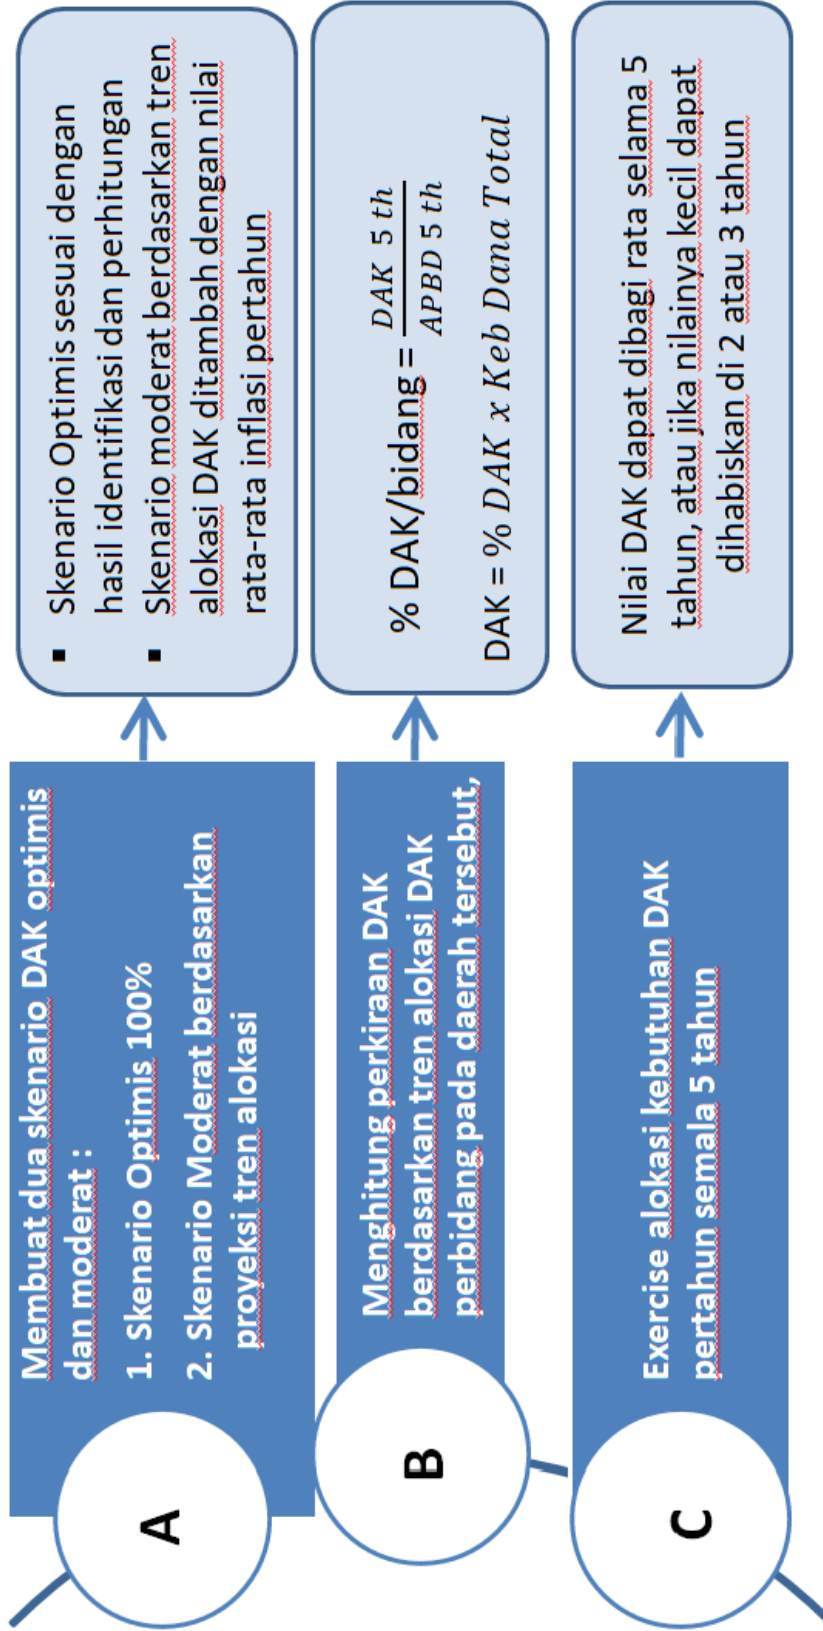 A
Membuat dua skenario DAK optimis
dan moderat :
1. Skenario Optimis 100%
2. Skenario Moderat berdasarkan
proyeksi tren alokasi
▪ Skenario Optimis sesuai dengan
hasil identifikasi dan perhitungan
▪ Skenario moderat berdasarkan tren
alokasi DAK ditambah dengan nilai
rata-rata inflasi pertahun
B
Menghitung perkiraan DAK
berdasarkan tren alokasi DAK
perbidang pada daerah tersebut,
% DAK/bidang = DAK 5 th / APBD 5 th
DAK = % DAK x Keb Dana Total
C
Exercise alokasi kebutuhan DAK
pertahun semala 5 tahun
Nilai DAK dapat dibagi rata selama 5
tahun, atau jika nilainya kecil dapat
dihabiskan di 2 atau 3 tahun